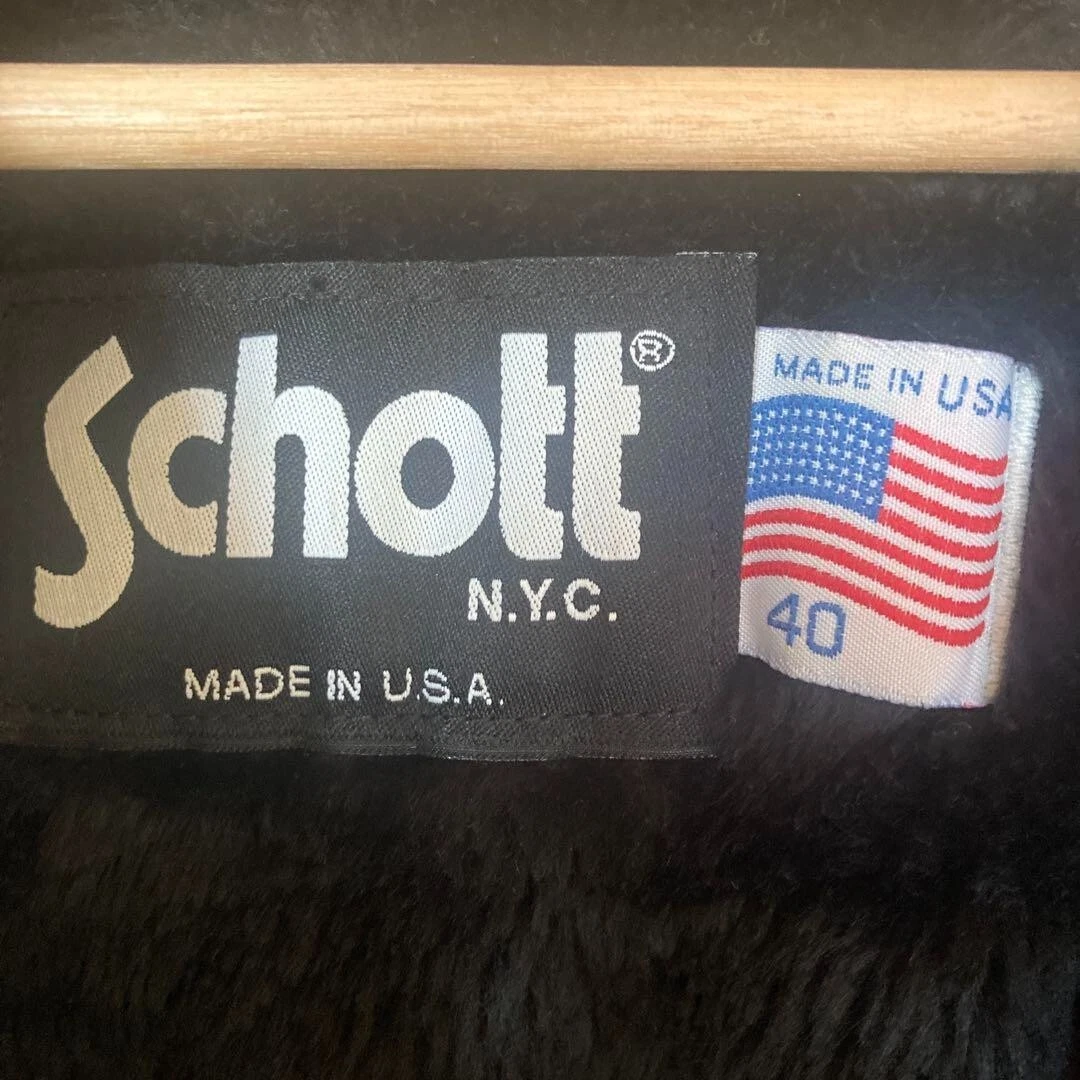 Schott®
N.Y.C.
MADE IN U.S.A.
MADE IN USA
40